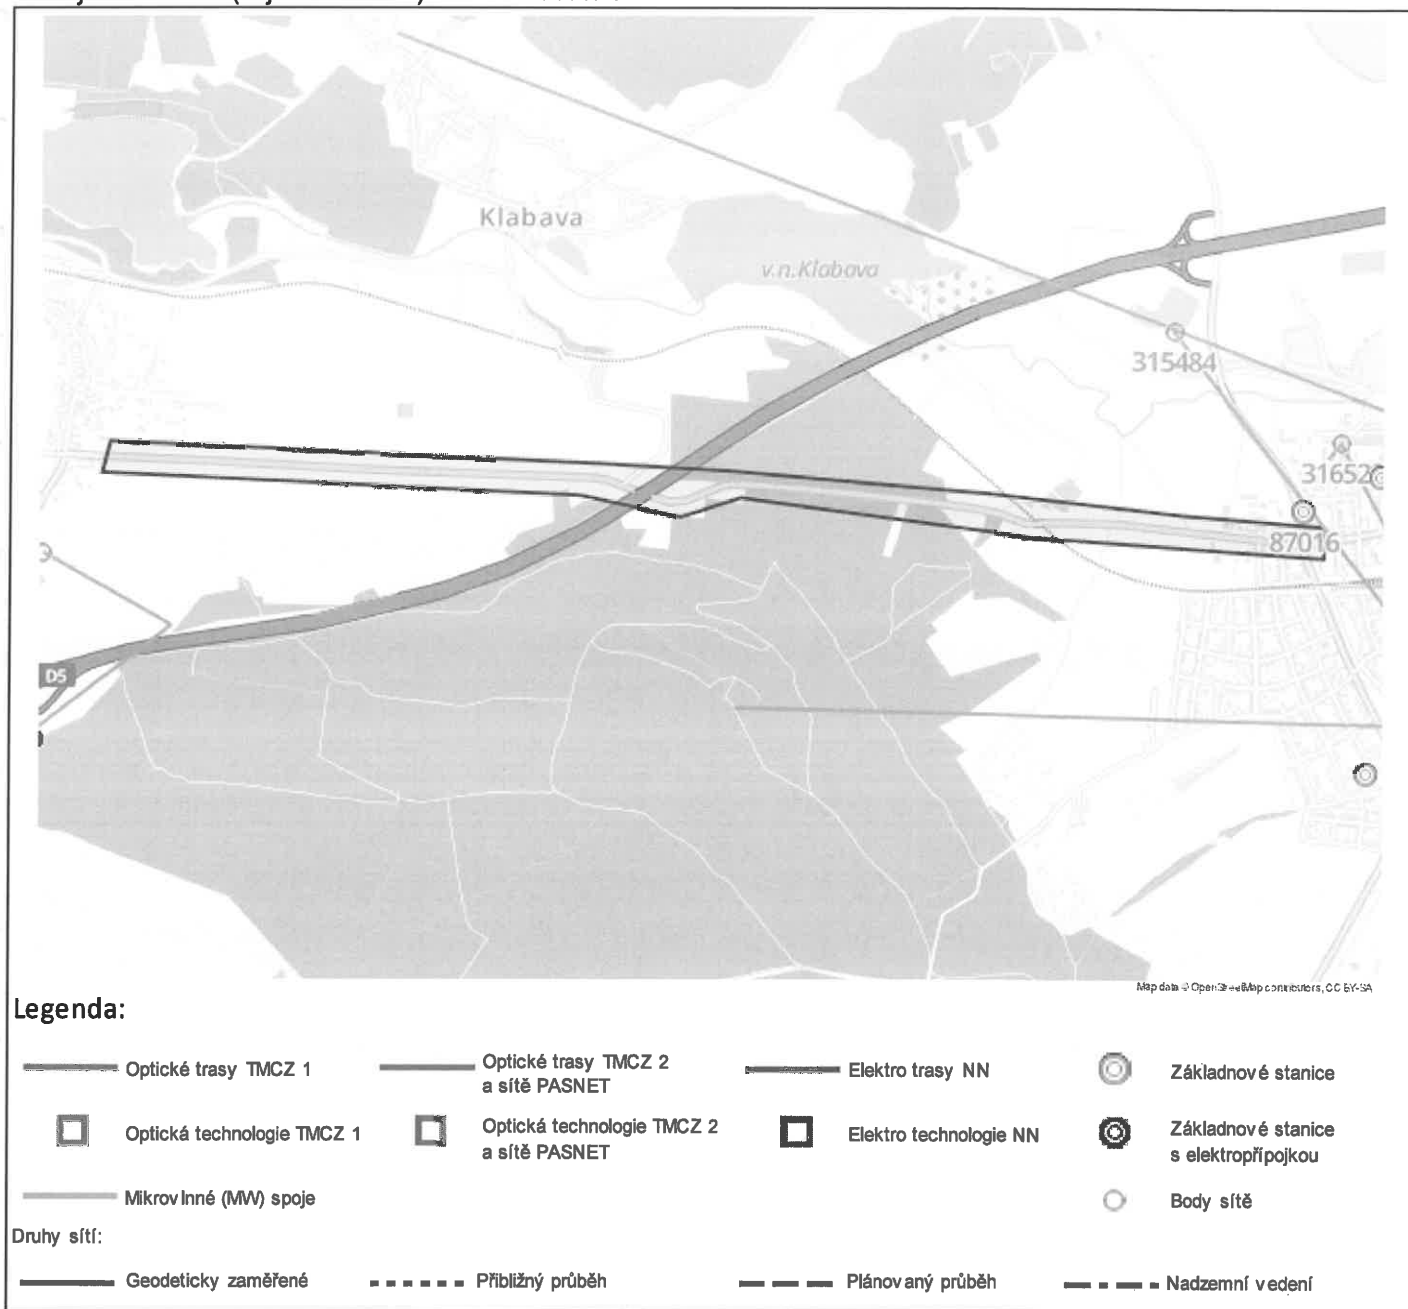 Klabava
v.n.Klabava
315484
31652
87016
D5
Map data © OpenStreetMap contributors, CC BY-SA
Legenda:
Optické trasy TMCZ 1
Optické trasy TMCZ 2
a sítě PASNET
Elektro trasy NN
Základnové stanice
Optická technologie TMCZ 1
Optická technologie TMCZ 2
a sítě PASNET
Elektro technologie NN
Základnové stanice
s elektropřípojkou
Mikrovlnné (MW) spoje
Body sítě
Druhy sítí:
Geodeticky zaměřené
Přibližný průběh
Plánovaný průběh
Nadzemní vedení